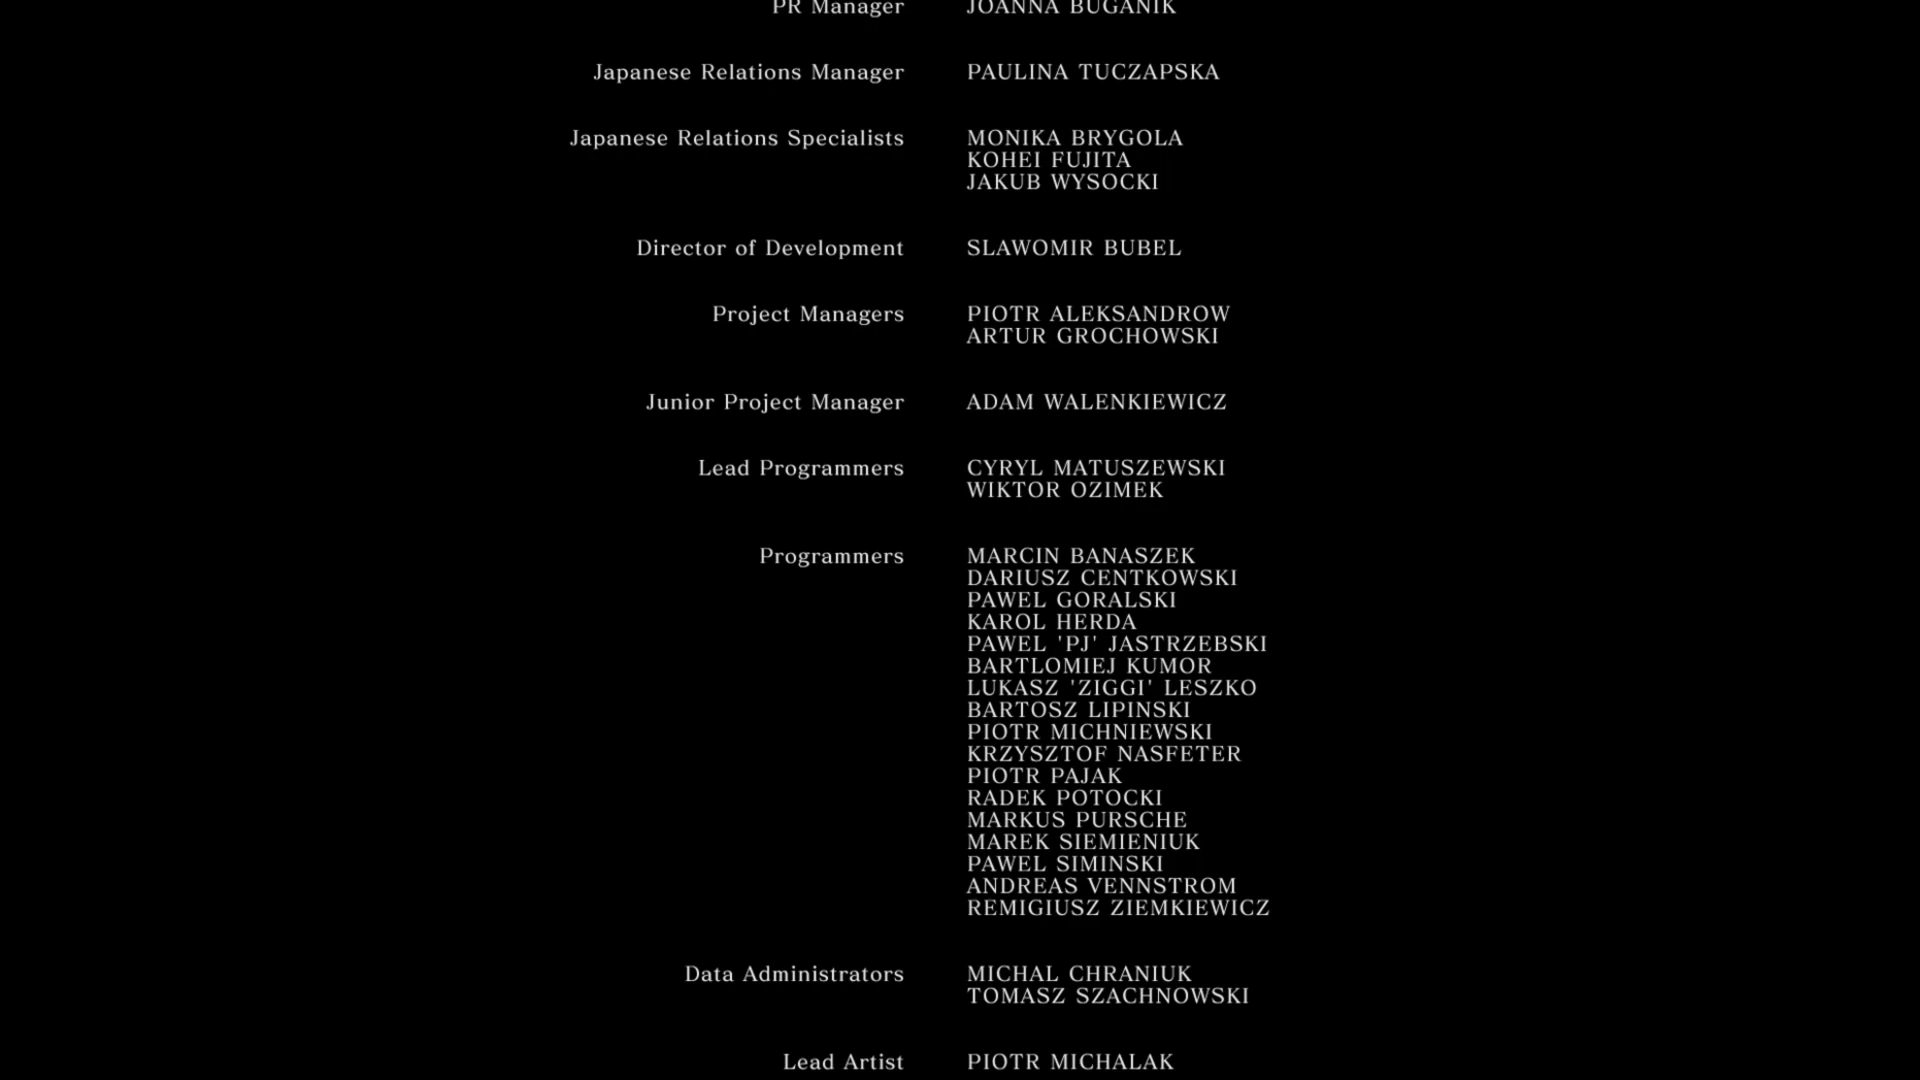 PR Manager JOANNA BUGANIK
Japanese Relations Manager PAULINA TUCZAPSKA
Japanese Relations Specialists MONIKA BRYGOLA
KOHEI FUJITA
JAKUB WYSOCKI
Director of Development SLAWOMIR BUBEL
Project Managers PIOTR ALEKSANDROW
ARTUR GROCHOWSKI
Junior Project Manager ADAM WALENKIEWICZ
Lead Programmers CYRYL MATUSZEWSKI
WIKTOR OZIMEK
Programmers MARCIN BANASZEK
DARIUSZ CENTKOWSKI
PAWEL GORALSKI
KAROL HERDA
PAWEL 'PJ' JASTRZEBSKI
BARTLOMIEJ KUMOR
LUKASZ 'ZIGGI' LESZKO
BARTOSZ LIPINSKI
PIOTR MICHNIEWSKI
KRZYSZTOF NASFETER
PIOTR PAJAK
RADEK POTOCKI
MARKUS PURSCHE
MAREK SIEMIENIUK
PAWEL SIMINSKI
ANDREAS VENNSTROM
REMIGIUSZ ZIEMKIEWICZ
Data Administrators MICHAL CHRANIUK
TOMASZ SZACHNOWSKI
Lead Artist PIOTR MICHALAK